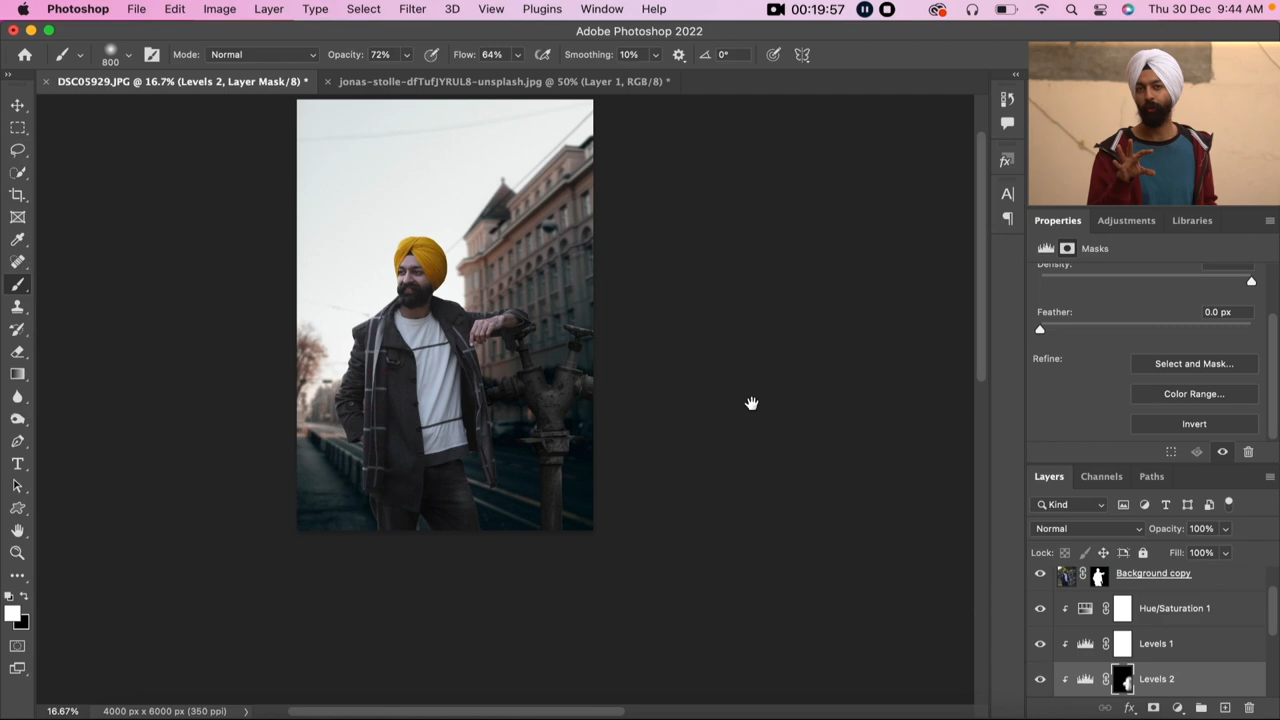 Photoshop File Edit Image Layer Type Select Filter 3D View Plugins Window Help 00:19:57 Thu 30 Dec 9:44 AM
Adobe Photoshop 2022
800 Mode: Normal Opacity: 72% Flow: 64% Smoothing: 10% 0°
DSC05929.JPG @ 16.7% (Levels 2, Layer Mask/8) * jonas-stolle-dfTufJYRUL8-unsplash.jpg @ 50% (Layer 1, RGB/8) *
Properties Adjustments Libraries
Masks
Density:
Feather: 0.0 px
Refine: Select and Mask...
Color Range...
Invert
Layers Channels Paths
Kind
Normal Opacity: 100%
Lock: Fill: 100%
Background copy
Hue/Saturation 1
Levels 1
Levels 2
16.67% 4000 px x 6000 px (350 ppi)